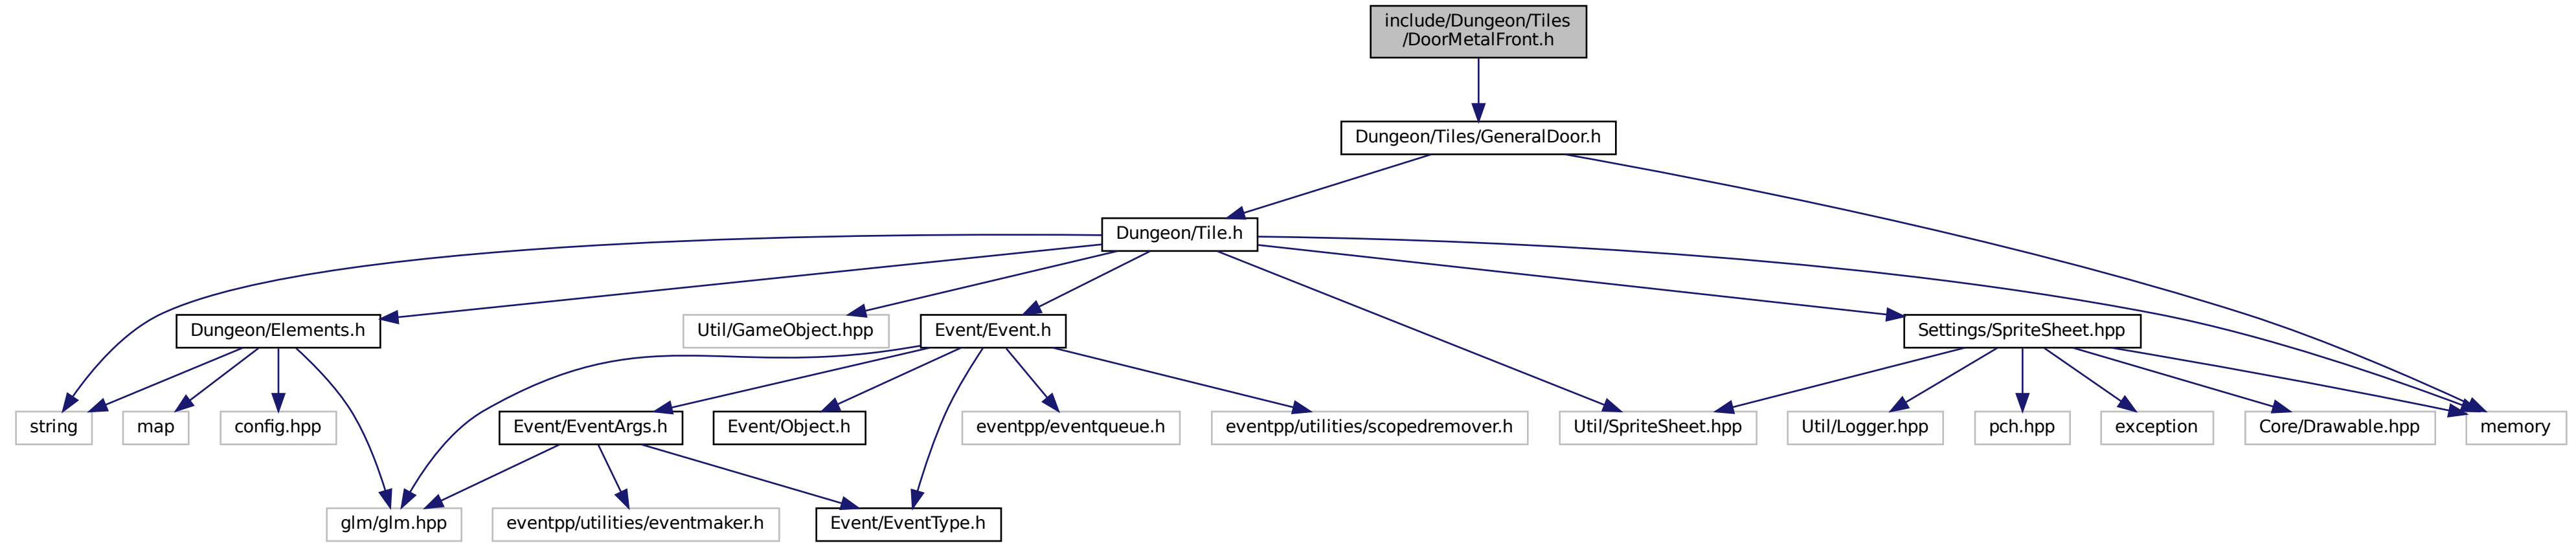 include/Dungeon/Tiles
/DoorMetalFront.h
Dungeon/Tiles/GeneralDoor.h
Dungeon/Tile.h
Dungeon/Elements.h
Util/GameObject.hpp
Event/Event.h
Settings/SpriteSheet.hpp
string
map
config.hpp
Event/EventArgs.h
Event/Object.h
eventpp/eventqueue.h
eventpp/utilities/scopedremover.h
Util/SpriteSheet.hpp
Util/Logger.hpp
pch.hpp
exception
Core/Drawable.hpp
memory
glm/glm.hpp
eventpp/utilities/eventmaker.h
Event/EventType.h